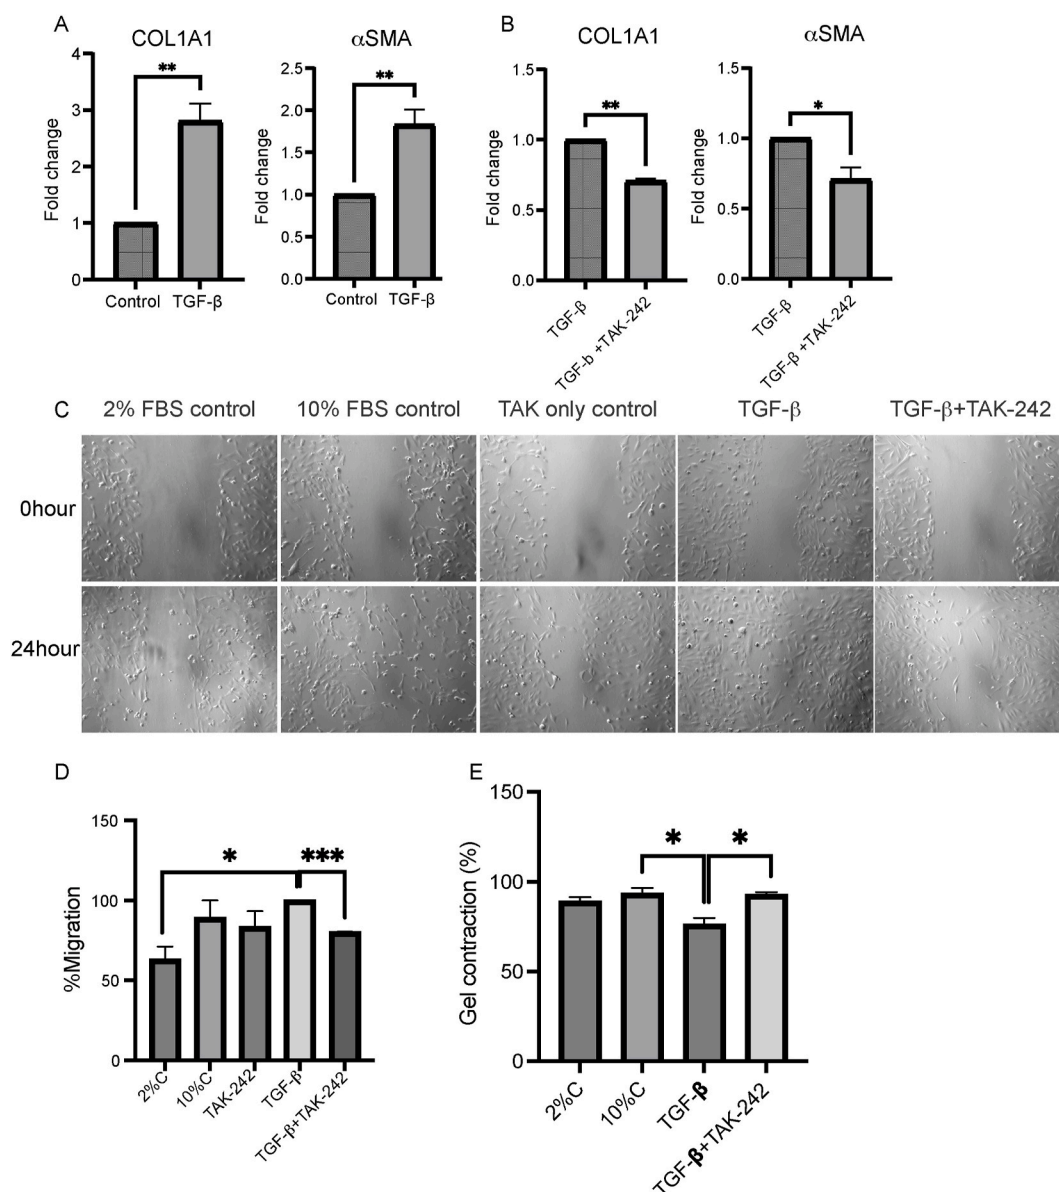 A
COL1A1
Fold change
4
3
2
1
0
**
Control
TGF-β
αSMA
Fold change
2.5
2.0
1.5
1.0
0.5
0.0
**
Control
TGF-β
B
COL1A1
Fold change
1.5
1.0
0.5
0.0
**
TGF-β
TGF-b +TAK-242
αSMA
Fold change
1.5
1.0
0.5
0.0
*
TGF-β
TGF-β +TAK-242
C
2% FBS control
10% FBS control
TAK only control
TGF-β
TGF-β+TAK-242
0hour
24hour
D
%Migration
150
100
50
0
*
***
2%C
10%C
TAK-242
TGF-β
TGF-β+TAK-242
E
Gel contraction (%)
150
100
50
0
*
*
2%C
10%C
TGF-β
TGF-β+TAK-242